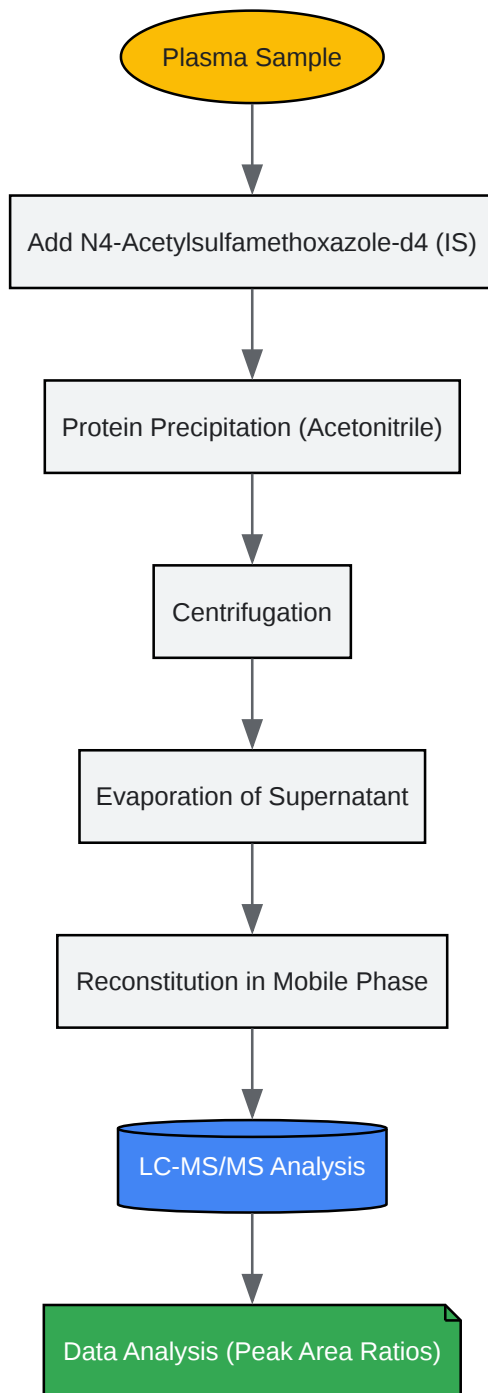 Plasma Sample
Add N4-Acetylsulfamethoxazole-d4 (IS)
Protein Precipitation (Acetonitrile)
Centrifugation
Evaporation of Supernatant
Reconstitution in Mobile Phase
LC-MS/MS Analysis
Data Analysis (Peak Area Ratios)